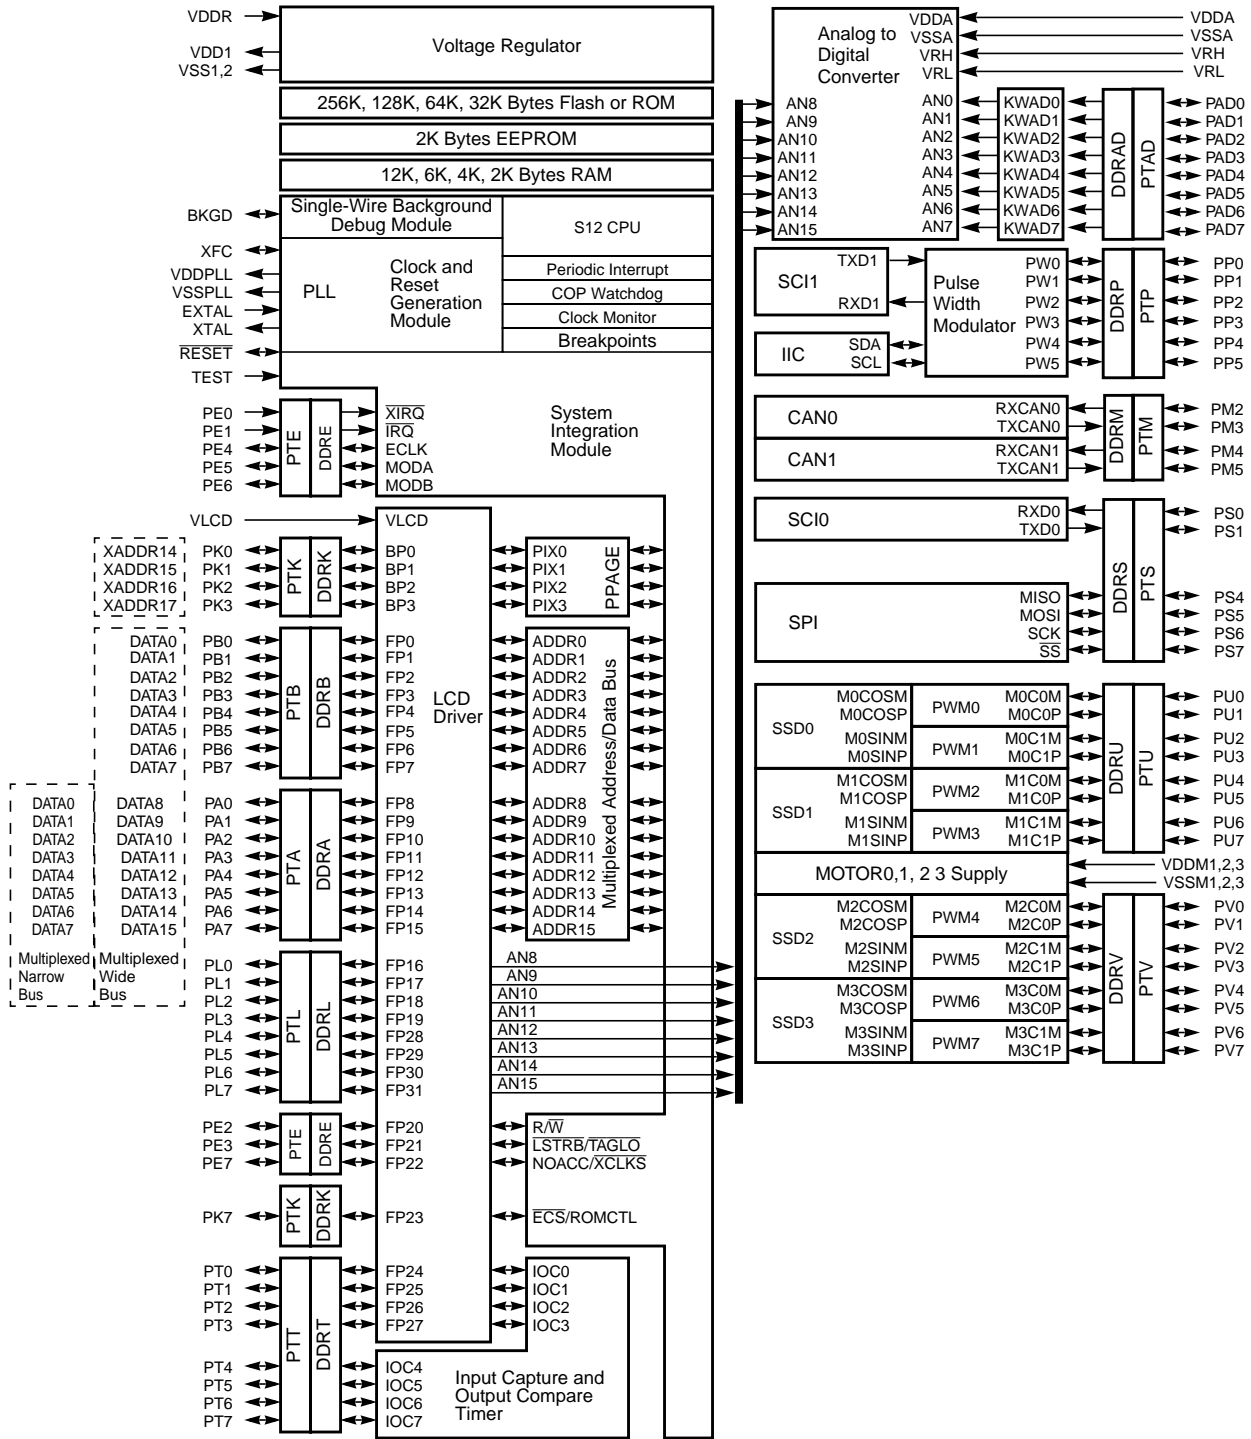 VDDR
VDD1
VSS1,2
Voltage Regulator
256K, 128K, 64K, 32K Bytes Flash or ROM
2K Bytes EEPROM
12K, 6K, 4K, 2K Bytes RAM
BKGD
XFC
VDDPLL
VSSPLL
EXTAL
XTAL
RESET
TEST
Single-Wire Background
Debug Module
S12 CPU
PLL
Clock and
Reset
Generation
Module
Periodic Interrupt
COP Watchdog
Clock Monitor
Breakpoints
System
Integration
Module
PE0
PE1
PE4
PE5
PE6
PTE
DDRE
XIRQ
IRQ
ECLK
MODA
MODB
VLCD
VLCD
XADDR14
XADDR15
XADDR16
XADDR17
PK0
PK1
PK2
PK3
PTK
DDRK
BP0
BP1
BP2
BP3
PIX0
PIX1
PIX2
PIX3
PPAGE
DATA0
DATA1
DATA2
DATA3
DATA4
DATA5
DATA6
DATA7
PB0
PB1
PB2
PB3
PB4
PB5
PB6
PB7
PTB
DDRB
FP0
FP1
FP2
FP3
FP4
FP5
FP6
FP7
LCD
Driver
ADDR0
ADDR1
ADDR2
ADDR3
ADDR4
ADDR5
ADDR6
ADDR7
Multiplexed Address/Data Bus
DATA0
DATA1
DATA2
DATA3
DATA4
DATA5
DATA6
DATA7
Multiplexed
Narrow
Bus
DATA8
DATA9
DATA10
DATA11
DATA12
DATA13
DATA14
DATA15
Multiplexed
Wide
Bus
PA0
PA1
PA2
PA3
PA4
PA5
PA6
PA7
PTA
DDRA
FP8
FP9
FP10
FP11
FP12
FP13
FP14
FP15
ADDR8
ADDR9
ADDR10
ADDR11
ADDR12
ADDR13
ADDR14
ADDR15
PL0
PL1
PL2
PL3
PL4
PL5
PL6
PL7
PTL
DDRL
FP16
FP17
FP18
FP19
FP28
FP29
FP30
FP31
AN8
AN9
AN10
AN11
AN12
AN13
AN14
AN15
PE2
PE3
PE7
PTE
DDRE
FP20
FP21
FP22
R/W
LSTRB/TAGLO
NOACC/XCLKS
PK7
PTK
DDRK
FP23
ECS/ROMCTL
PT0
PT1
PT2
PT3
PT4
PT5
PT6
PT7
PTT
DDRT
FP24
FP25
FP26
FP27
IOC0
IOC1
IOC2
IOC3
IOC4
IOC5
IOC6
IOC7
Input Capture and
Output Compare
Timer
Analog to
Digital
Converter
VDDA
VSSA
VRH
VRL
VDDA
VSSA
VRH
VRL
AN8
AN9
AN10
AN11
AN12
AN13
AN14
AN15
AN0
AN1
AN2
AN3
AN4
AN5
AN6
AN7
KWAD0
KWAD1
KWAD2
KWAD3
KWAD4
KWAD5
KWAD6
KWAD7
DDRAD
PTAD
PAD0
PAD1
PAD2
PAD3
PAD4
PAD5
PAD6
PAD7
SCI1
TXD1
RXD1
IIC
SDA
SCL
Pulse
Width
Modulator
PW0
PW1
PW2
PW3
PW4
PW5
DDRP
PTP
PP0
PP1
PP2
PP3
PP4
PP5
CAN0
RXCAN0
TXCAN0
CAN1
RXCAN1
TXCAN1
DDRM
PTM
PM2
PM3
PM4
PM5
SCI0
RXD0
TXD0
SPI
MISO
MOSI
SCK
SS
DDRS
PTS
PS0
PS1
PS4
PS5
PS6
PS7
SSD0
M0COSM
M0COSP
M0SINM
M0SINP
PWM0
PWM1
M0C0M
M0C0P
M0C1M
M0C1P
SSD1
M1COSM
M1COSP
M1SINM
M1SINP
PWM2
PWM3
M1C0M
M1C0P
M1C1M
M1C1P
DDRU
PTU
PU0
PU1
PU2
PU3
PU4
PU5
PU6
PU7
MOTOR0,1, 2 3 Supply
VDDM1,2,3
VSSM1,2,3
SSD2
M2COSM
M2COSP
M2SINM
M2SINP
PWM4
PWM5
M2C0M
M2C0P
M2C1M
M2C1P
SSD3
M3COSM
M3COSP
M3SINM
M3SINP
PWM6
PWM7
M3C0M
M3C0P
M3C1M
M3C1P
DDRV
PTV
PV0
PV1
PV2
PV3
PV4
PV5
PV6
PV7